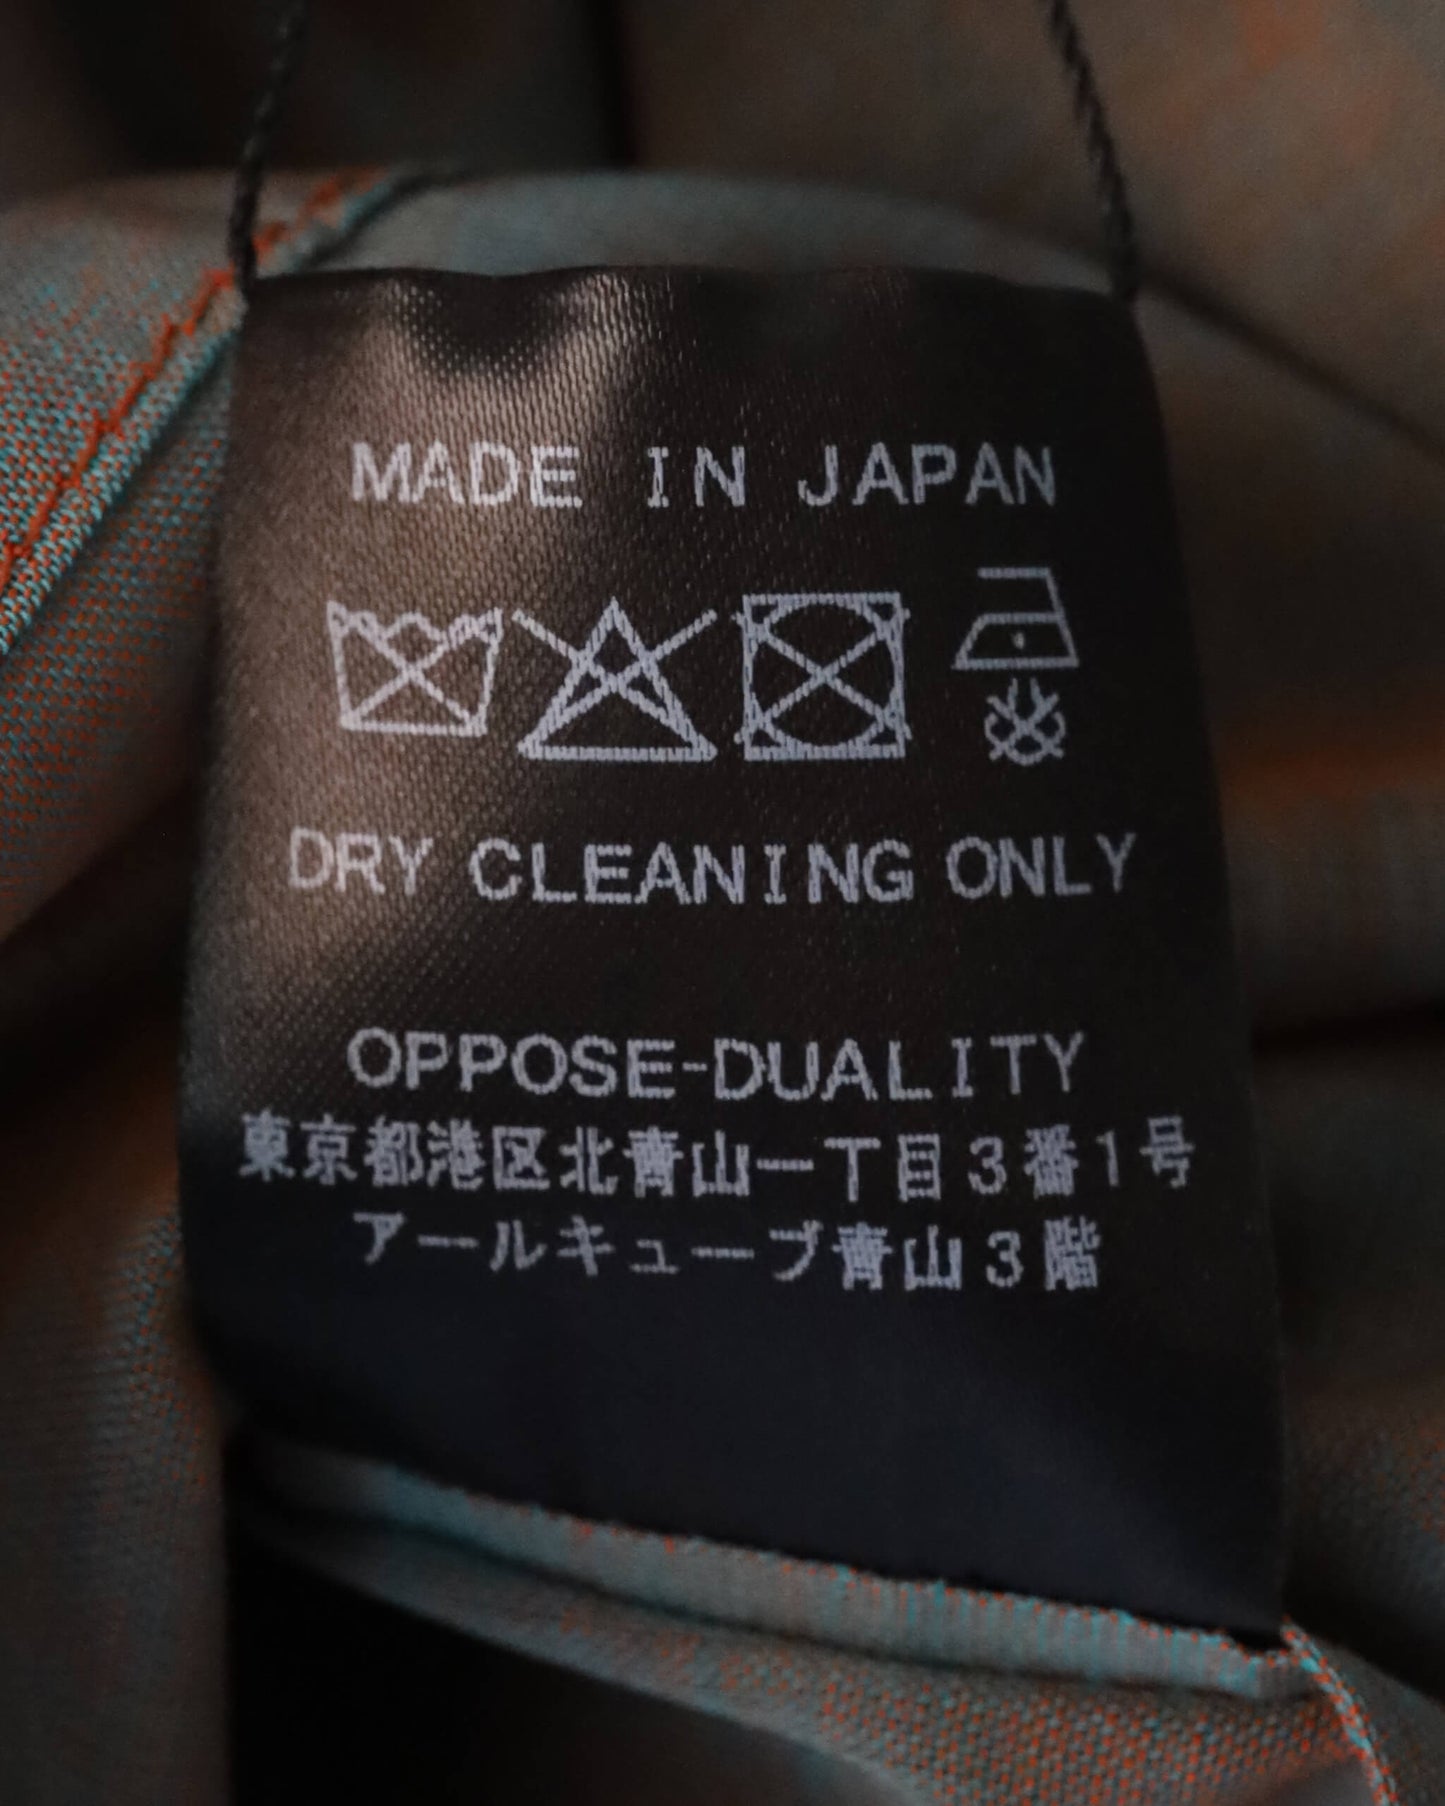 MADE IN JAPAN
DRY CLEANING ONLY
OPPOSE-DUALITY
東京都港区北青山一丁目3番1号
アールキューブ青山3階